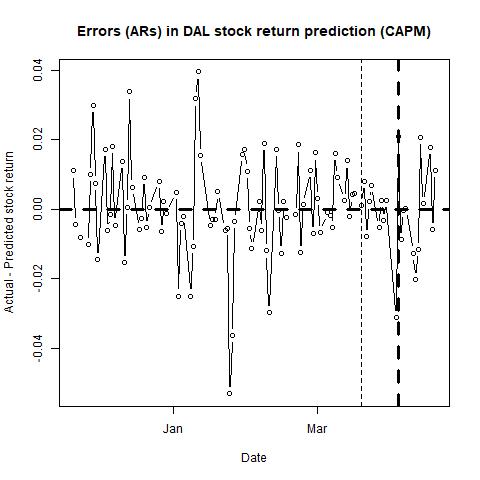 Errors (ARs) in DAL stock return prediction (CAPM)
Actual - Predicted stock return
0.04
0.02
0.00
-0.02
-0.04
Jan
Mar
Date